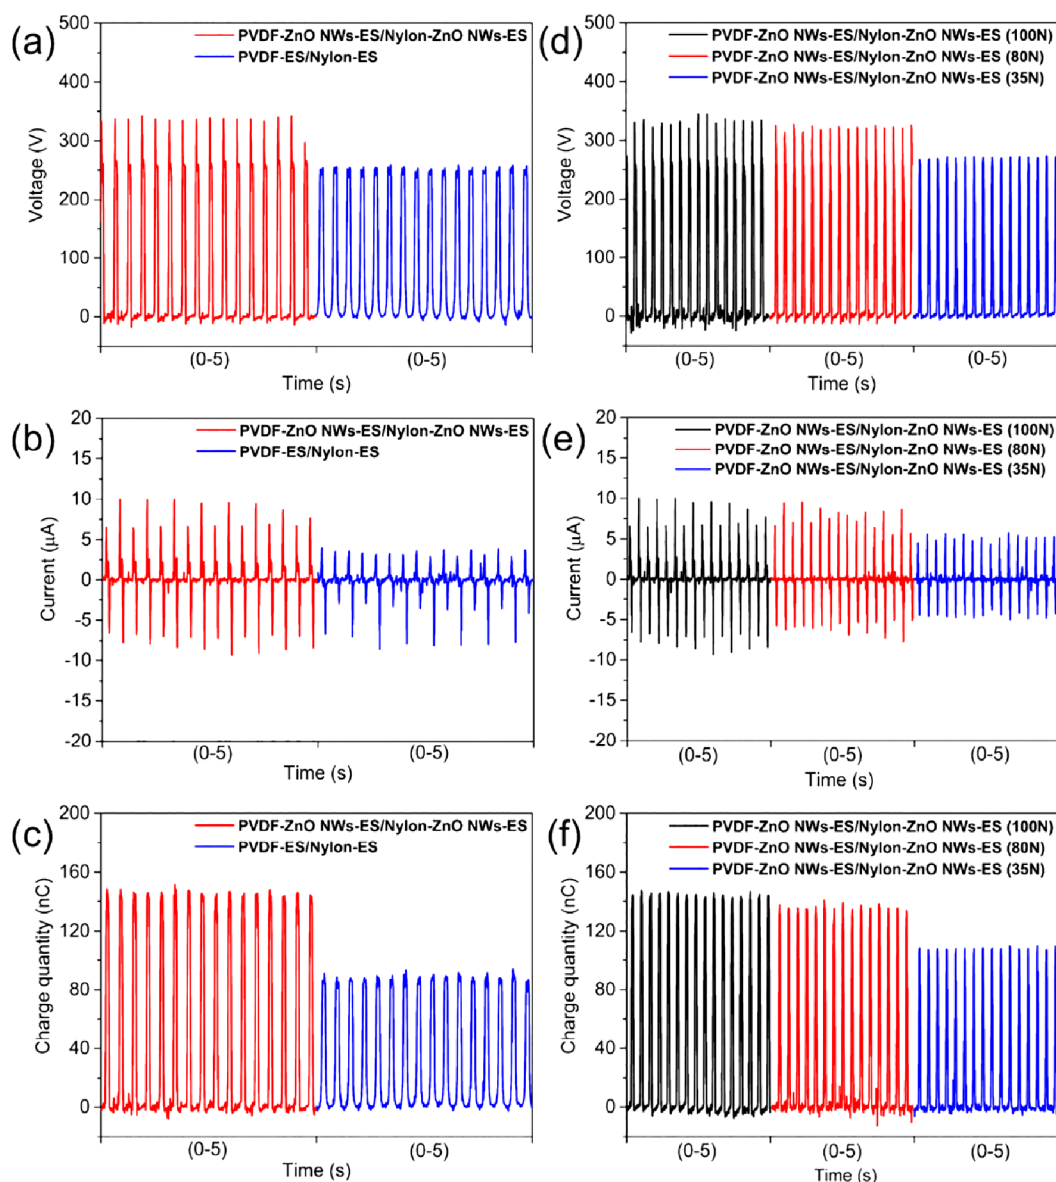 (a)
500
400
300
200
100
0
Voltage (V)
PVDF-ZnO NWs-ES/Nylon-ZnO NWs-ES
PVDF-ES/Nylon-ES
(0-5)
(0-5)
Time (s)
(d)
500
400
300
200
100
0
Voltage (V)
PVDF-ZnO NWs-ES/Nylon-ZnO NWs-ES (100N)
PVDF-ZnO NWs-ES/Nylon-ZnO NWs-ES (80N)
PVDF-ZnO NWs-ES/Nylon-ZnO NWs-ES (35N)
(0-5)
(0-5)
(0-5)
Time (s)
(b)
20
15
10
5
0
-5
-10
-15
-20
Current (μA)
PVDF-ZnO NWs-ES/Nylon-ZnO NWs-ES
PVDF-ES/Nylon-ES
(0-5)
(0-5)
Time (s)
(e)
20
15
10
5
0
-5
-10
-15
-20
Current (μA)
PVDF-ZnO NWs-ES/Nylon-ZnO NWs-ES (100N)
PVDF-ZnO NWs-ES/Nylon-ZnO NWs-ES (80N)
PVDF-ZnO NWs-ES/Nylon-ZnO NWs-ES (35N)
(0-5)
(0-5)
(0-5)
Time (s)
(c)
200
160
120
80
40
0
Charge quantity (nC)
PVDF-ZnO NWs-ES/Nylon-ZnO NWs-ES
PVDF-ES/Nylon-ES
(0-5)
(0-5)
Time (s)
(f)
200
160
120
80
40
0
Charge quantity (nC)
PVDF-ZnO NWs-ES/Nylon-ZnO NWs-ES (100N)
PVDF-ZnO NWs-ES/Nylon-ZnO NWs-ES (80N)
PVDF-ZnO NWs-ES/Nylon-ZnO NWs-ES (35N)
(0-5)
(0-5)
(0-5)
Time (s)